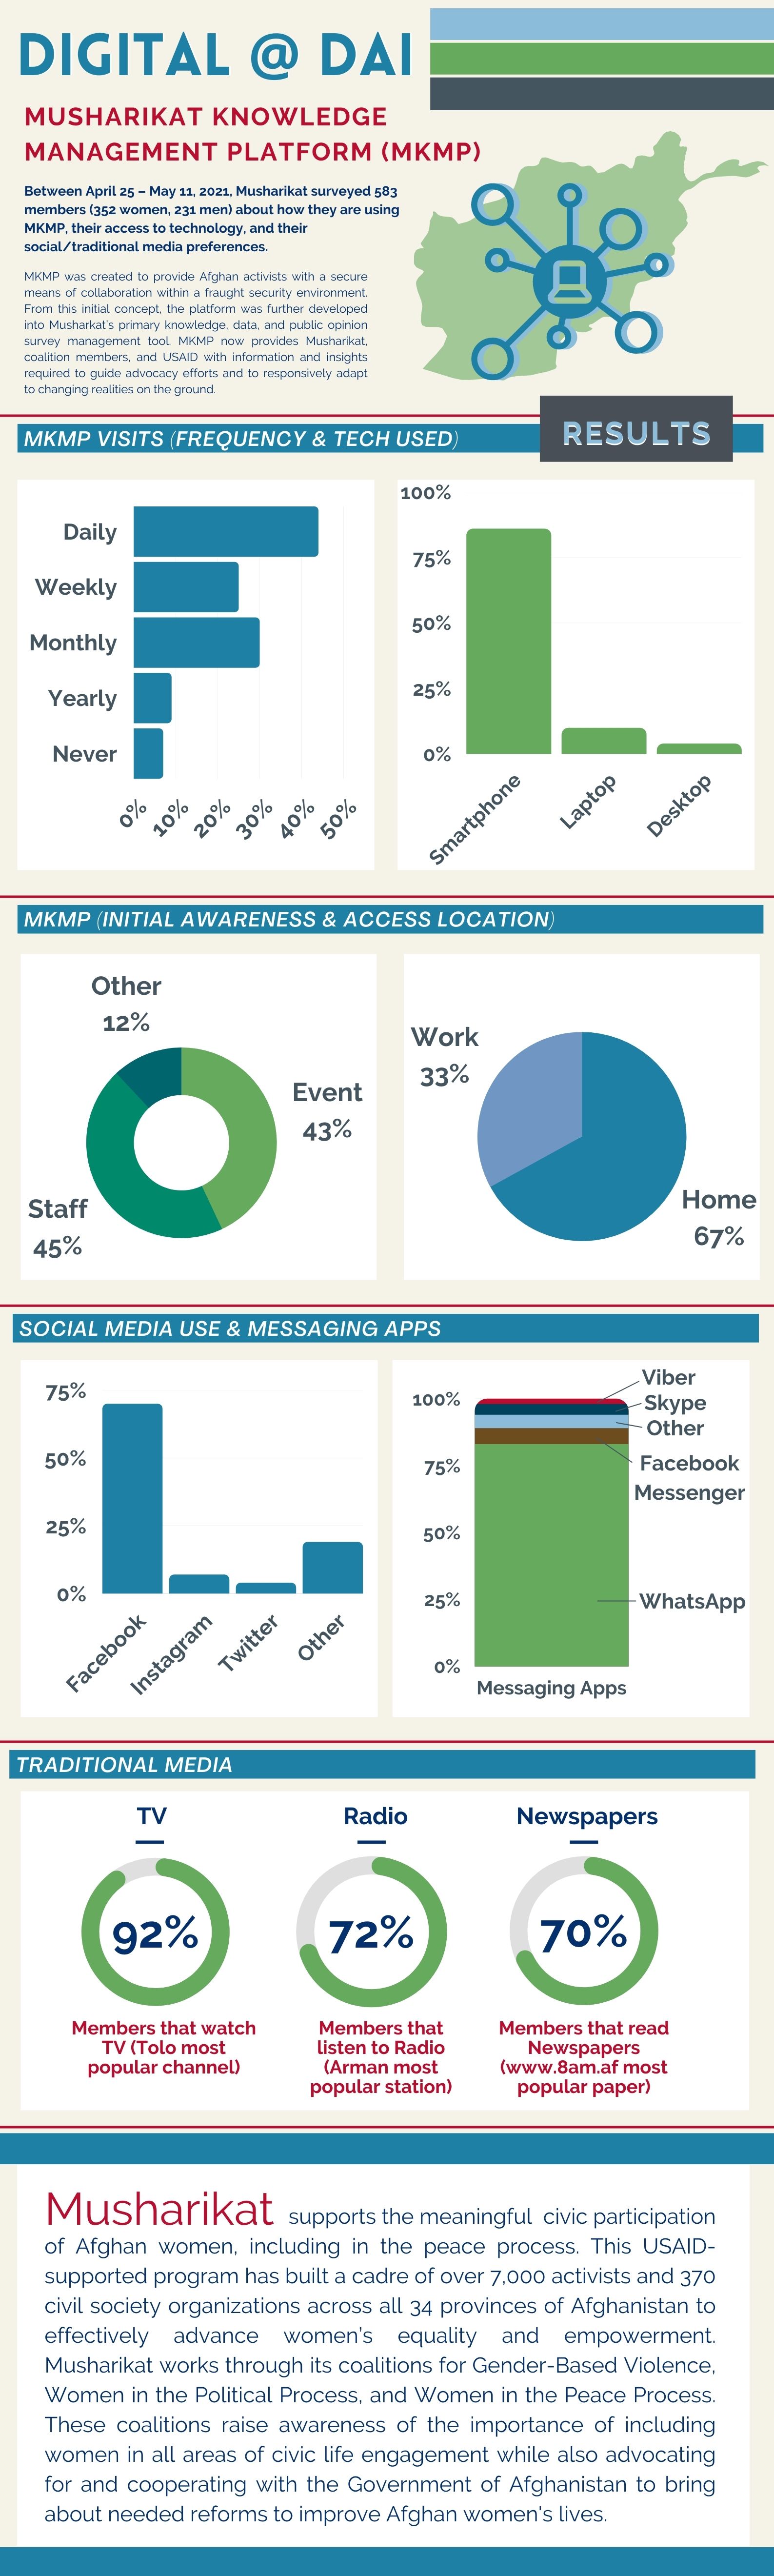 DIGITAL @ DAI
MUSHARIKAT KNOWLEDGE
MANAGEMENT PLATFORM (MKMP)
Between April 25 – May 11, 2021, Musharikat surveyed 583
members (352 women, 231 men) about how they are using
MKMP, their access to technology, and their
social/traditional media preferences.
MKMP was created to provide Afghan activists with a secure
means of collaboration within a fraught security environment.
From this initial concept, the platform was further developed
into Musharkat's primary knowledge, data, and public opinion
survey management tool. MKMP now provides Musharikat,
coalition members, and USAID with information and insights
required to guide advocacy efforts and to responsively adapt
to changing realities on the ground.
RESULTS
MKMP VISITS (FREQUENCY & TECH USED)
Daily
Weekly
Monthly
Yearly
Never
0%
10%
20%
30%
40%
50%
100%
75%
50%
25%
0%
Smartphone
Laptop
Desktop
MKMP (INITIAL AWARENESS & ACCESS LOCATION)
Other
12%
Event
43%
Staff
45%
Work
33%
Home
67%
SOCIAL MEDIA USE & MESSAGING APPS
75%
50%
25%
0%
Facebook
Instagram
Twitter
Other
100%
75%
50%
25%
0%
Viber
Skype
Other
Facebook
Messenger
WhatsApp
Messaging Apps
TRADITIONAL MEDIA
TV
92%
Members that watch
TV (Tolo most
popular channel)
Radio
72%
Members that
listen to Radio
(Arman most
popular station)
Newspapers
70%
Members that read
Newspapers
(www.8am.af most
popular paper)
Musharikat supports the meaningful civic participation
of Afghan women, including in the peace process. This USAID-
supported program has built a cadre of over 7,000 activists and 370
civil society organizations across all 34 provinces of Afghanistan to
effectively advance women's equality and empowerment.
Musharikat works through its coalitions for Gender-Based Violence,
Women in the Political Process, and Women in the Peace Process.
These coalitions raise awareness of the importance of including
women in all areas of civic life engagement while also advocating
for and cooperating with the Government of Afghanistan to bring
about needed reforms to improve Afghan women's lives.